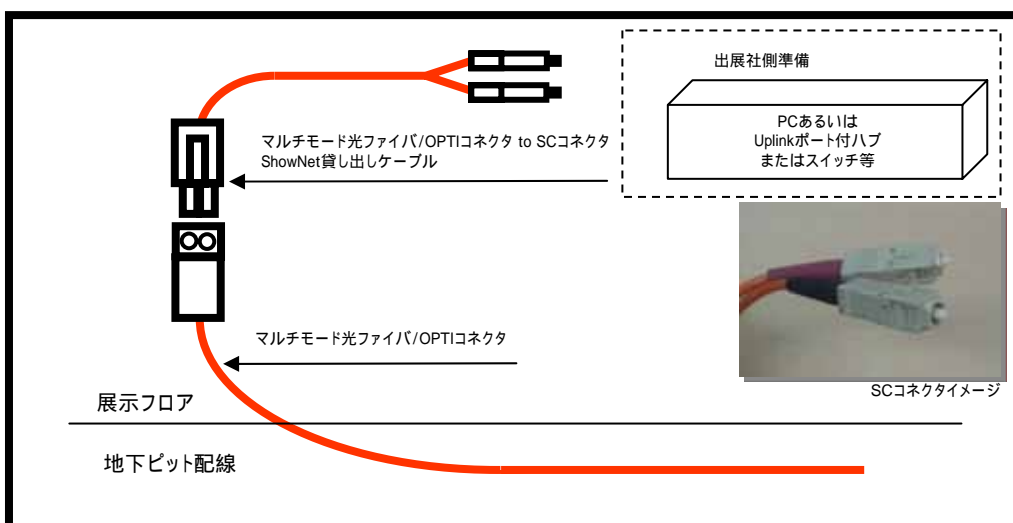 出展社側準備
PCあるいは
Uplinkポート付ハブ
またはスイッチ等
マルチモード光ファイバ/OPTIコネクタ to SCコネクタ
ShowNet貸し出しケーブル
マルチモード光ファイバ/OPTIコネクタ
SCコネクタイメージ
展示フロア
地下ピット配線